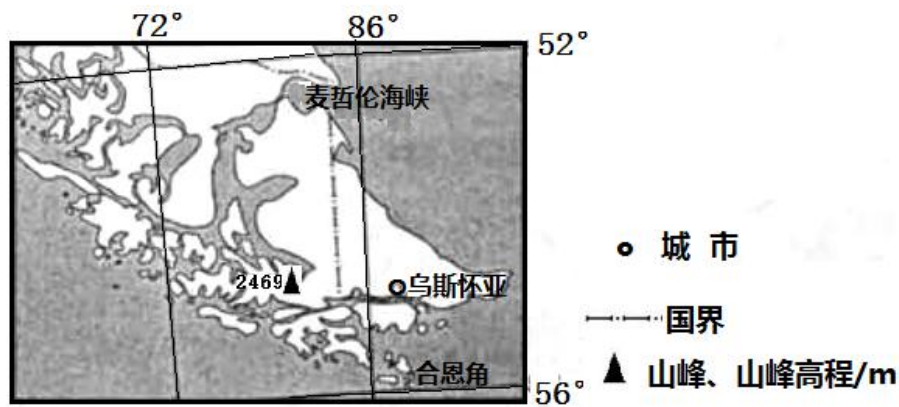 72° 86° 52°
麦哲伦海峡
2469 乌斯怀亚
合恩角
56°
城 市
国界
山峰、山峰高程/m